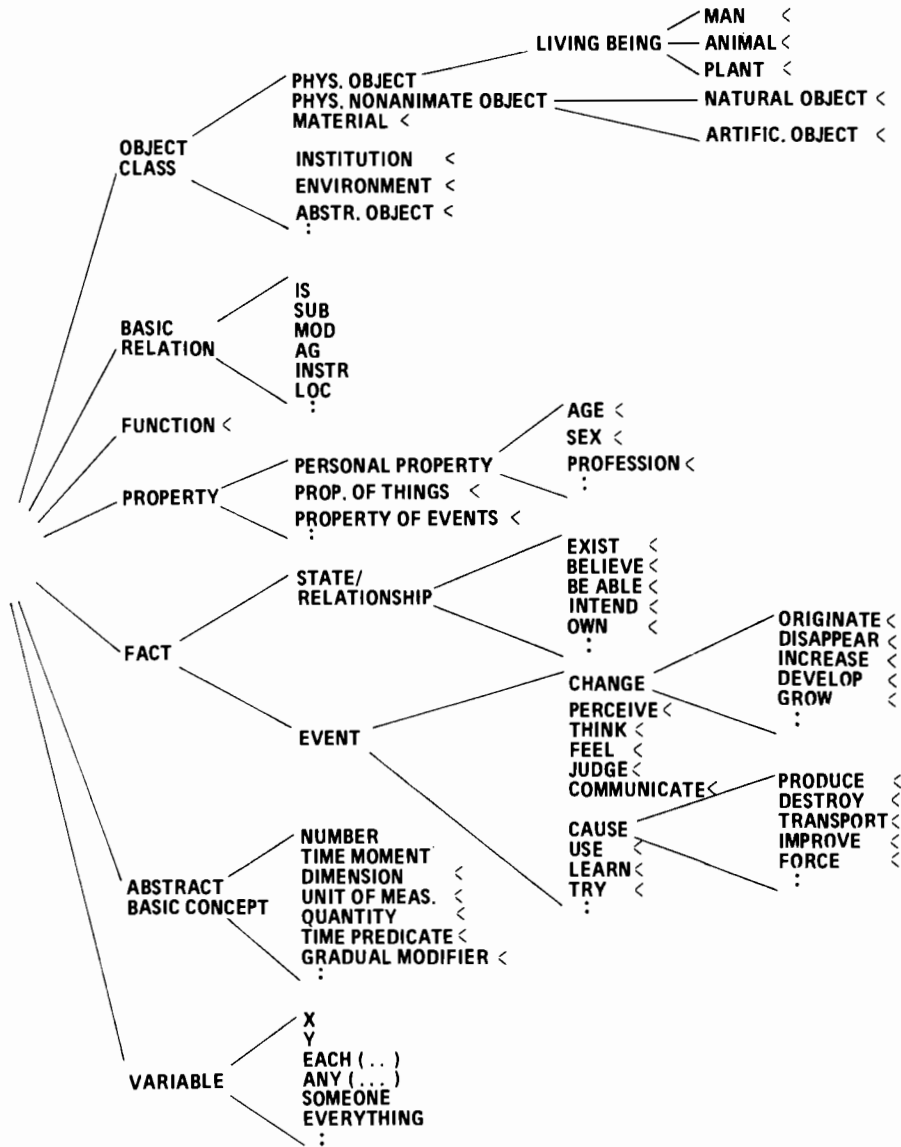 MAN <
LIVING BEING
ANIMAL <
PLANT <
PHYS. OBJECT
PHYS. NONANIMATE OBJECT
NATURAL OBJECT <
MATERIAL <
ARTIFIC. OBJECT <
OBJECT
CLASS
INSTITUTION <
ENVIRONMENT <
ABSTR. OBJECT <
:
BASIC
RELATION
IS
SUB
MOD
AG
INSTR
LOC
:
FUNCTION <
PROPERTY
PERSONAL PROPERTY
PROP. OF THINGS <
PROPERTY OF EVENTS <
:
AGE <
SEX <
PROFESSION <
:
FACT
STATE/
RELATIONSHIP
EXIST <
BELIEVE <
BE ABLE <
INTEND <
OWN <
:
EVENT
CHANGE
PERCEIVE <
THINK <
FEEL <
JUDGE <
COMMUNICATE <
CAUSE
USE <
LEARN <
TRY <
:
ORIGINATE <
DISAPPEAR <
INCREASE <
DEVELOP <
GROW <
:
PRODUCE <
DESTROY <
TRANSPORT <
IMPROVE <
FORCE <
:
ABSTRACT
BASIC CONCEPT
NUMBER
TIME MOMENT
DIMENSION <
UNIT OF MEAS. <
QUANTITY <
TIME PREDICATE <
GRADUAL MODIFIER <
:
VARIABLE
X
Y
EACH (..)
ANY (...)
SOMEONE
EVERYTHING
: